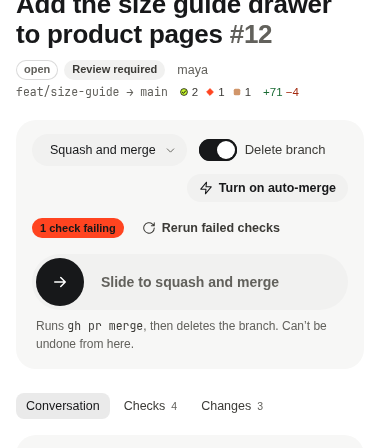 Add the size guide drawer
to product pages #12
open Review required maya
feat/size-guide → main 2 1 1 +71 −4
Squash and merge Delete branch
Turn on auto-merge
1 check failing Rerun failed checks
Slide to squash and merge
Runs gh pr merge, then deletes the branch. Can’t be
undone from here.
Conversation Checks 4 Changes 3